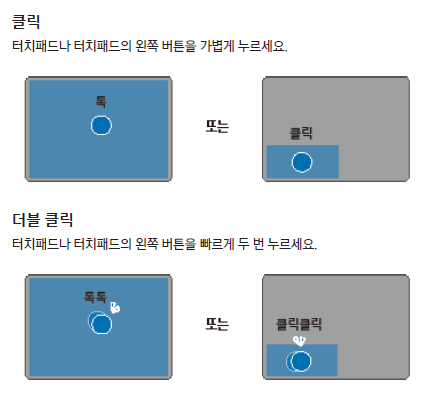 클릭
터치패드나 터치패드의 왼쪽 버튼을 가볍게 누르세요.
톡
또는
클릭
더블 클릭
터치패드나 터치패드의 왼쪽 버튼을 빠르게 두 번 누르세요.
톡톡
또는
클릭클릭